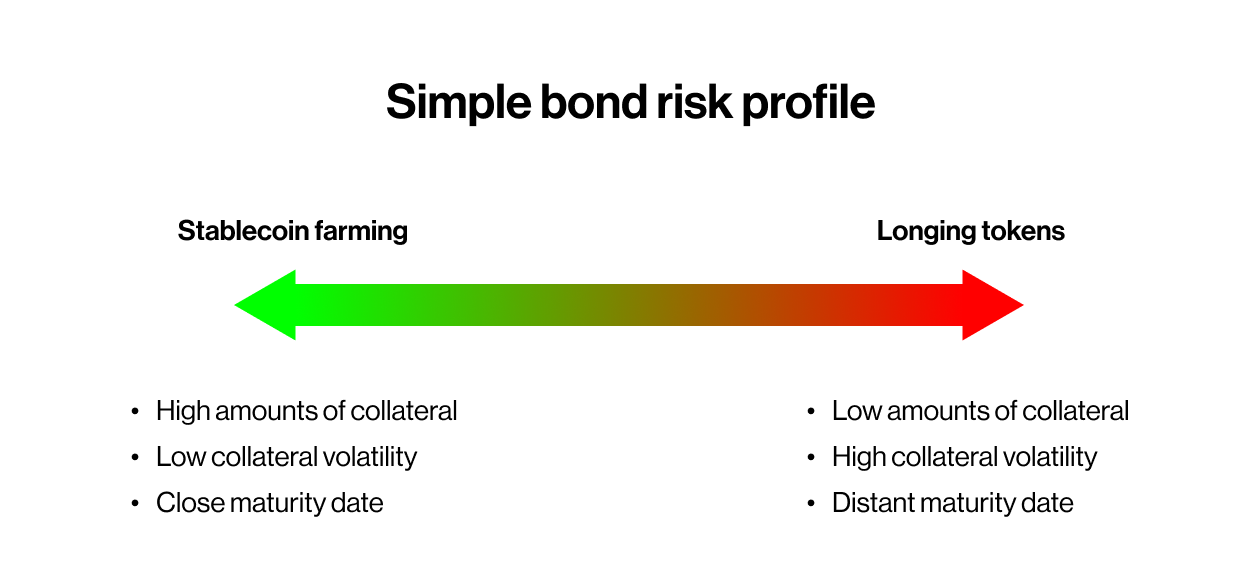 Simple bond risk profile
Stablecoin farming
Longing tokens
• High amounts of collateral
• Low collateral volatility
• Close maturity date
• Low amounts of collateral
• High collateral volatility
• Distant maturity date